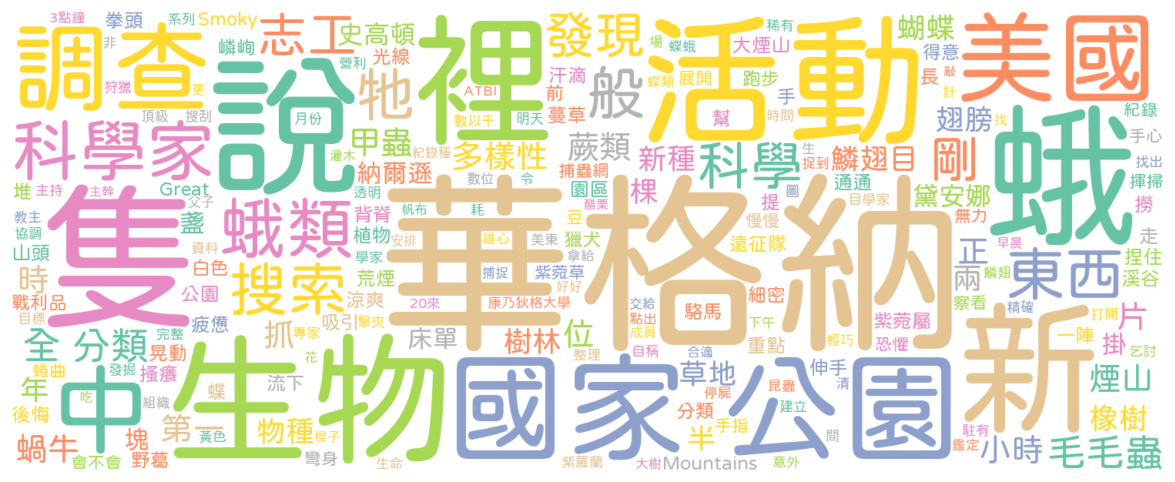 3點鐘 拳頭 系列 Smoky 志工 史高頓 裡 發現 大煙山 稀有 蝴蝶 美國
調查 非 嶙峋 光線 營利 場 蝶蛾 活動 得意
狩獵 更 說 牠 ATBI 汗滴 般 蝶類 展開 跑步 長 敲
頂級 搜刮 月份 數以千 明天 前 蔓草 手 幫 時間 翅膀 計 紀錄
科學家 甲蟲 灌木 紀錄種 多樣性 蕨類 新種 科學 生 鱗翅目 找 剛 蛾 手心
堆 主持 主幹 Great 納爾遜 數位 令 捕蟲網 園區 棵 捉到 圖 通通 黛安娜 找出 揮掃
教主 父子 隻 盞 蛾類 透明 背脊 帆布 耗 豆 醋栗 提 目學家 慢慢 無力 撈
協調 山頭 資料 植物 安排 華格納 雄心 美東 獵犬 遠征隊 早晨 走
時 白色 搜索 學家 荒煙 捕捉 紫菀草 拿給 好好 細密 正 兩 鱗翅 東西 捏住 溪谷
戰利品 公園 涼爽 20來 康乃狄格大學 交給 駱馬 察看 精確
目標 完整 疲憊 抓 吸引 專家 擊夾 床單 樹林 位 點出 成員 下午 重點 輕巧 紫菀屬 恐懼 新 一陣 打開 片
全 分類 晃動 整理 自稱 合適 掛 乞討
蜷曲 發掘 搔癢 花 生物 國家公園 草地 伸手 煙山
年 中 吃 蝶 流下 停屍 昆蟲 清
後悔 組織 第一 黃色 物種 棍子 分類 手指 建立 半 間 駐有 橡樹
蝸牛 塊 會不會 野葛 彎身 生命 紫羅蘭 大樹 Mountains 意外 鑑定 小時 毛毛蟲